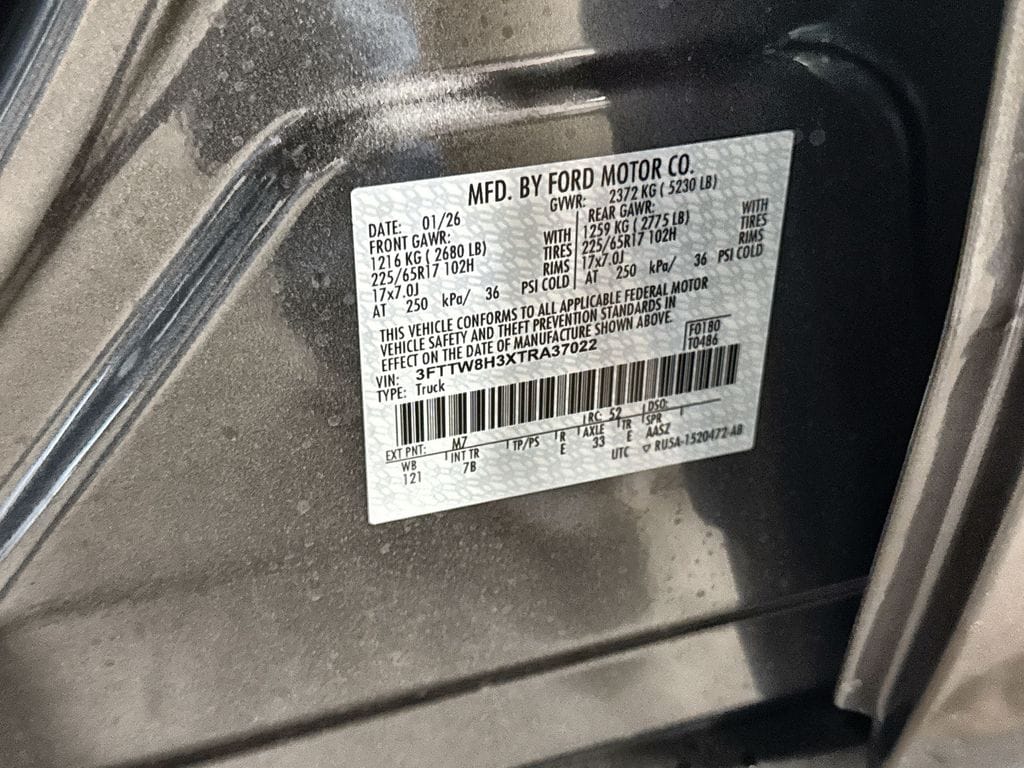 MFD. BY FORD MOTOR CO.
DATE: 01/26 GVWR: 2372 KG ( 5230 LB)
FRONT GAWR: WITH REAR GAWR: WITH
1216 KG ( 2680 LB) TIRES 1259 KG ( 2775 LB) TIRES
225/65R17 102H RIMS 225/65R17 102H RIMS
17x7.0J PSI COLD 17x7.0J PSI COLD
AT 250 kPa/ 36 AT 250 kPa/ 36
THIS VEHICLE CONFORMS TO ALL APPLICABLE FEDERAL MOTOR
VEHICLE SAFETY AND THEFT PREVENTION STANDARDS IN
EFFECT ON THE DATE OF MANUFACTURE SHOWN ABOVE.
VIN: 3FTTW8H3XTRA37022 F0180
TYPE: Truck T0486
EXT PNT: M7 RC: 52 DSO:
WB INT TR TP/PS R AXLE TR SPR
121 7B E 33 E AASZ
UTC RUSA-1520472-AB